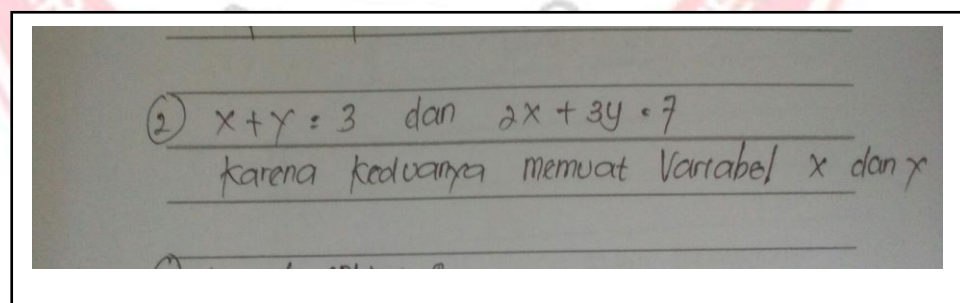 ② x + y = 3 dan 2x + 3y = 7
karena keduanya memuat Variabel x dan y